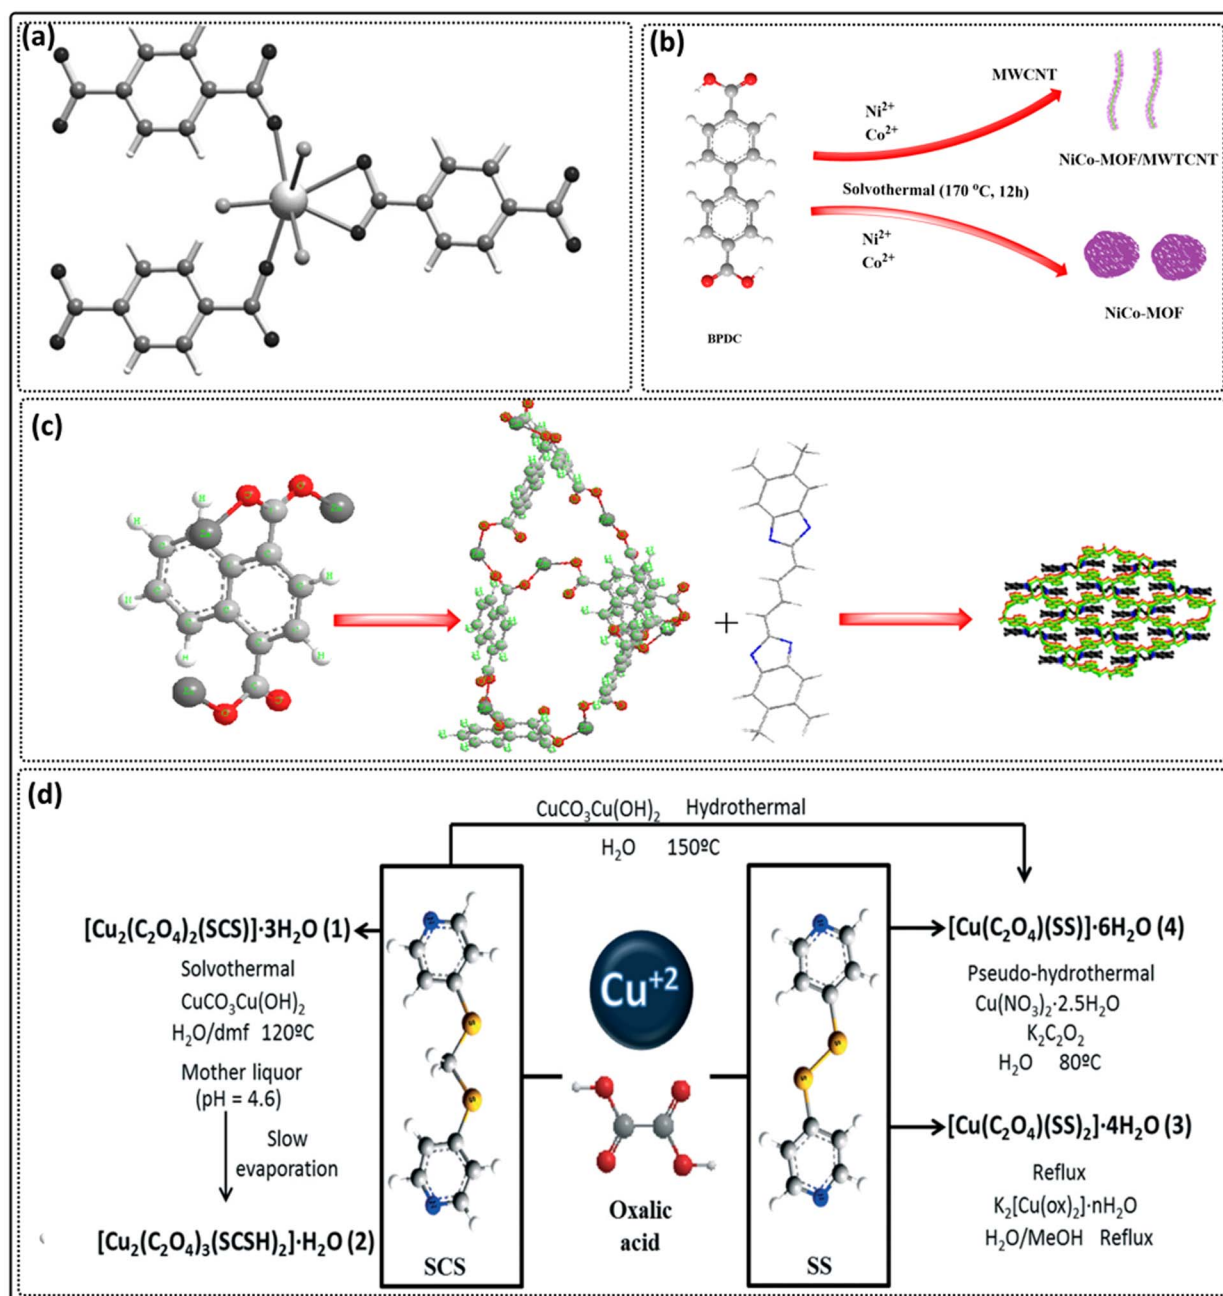 (a)
(b)
MWCNT
Ni²⁺
Co²⁺
NiCo-MOF/MWTCNT
Solvothermal (170 °C, 12h)
Ni²⁺
Co²⁺
NiCo-MOF
BPDC
(c)
+
(d)
CuCO₃Cu(OH)₂ Hydrothermal
H₂O 150ºC
[Cu₂(C₂O₄)₂(SCS)]·3H₂O (1)
Solvothermal
CuCO₃Cu(OH)₂
H₂O/dmf 120ºC
Mother liquor
(pH = 4.6)
Slow
evaporation
[Cu₂(C₂O₄)₃(SCSH)₂]·H₂O (2)
SCS
Cu⁺²
Oxalic
acid
SS
[Cu(C₂O₄)(SS)]·6H₂O (4)
Pseudo-hydrothermal
Cu(NO₃)₂·2.5H₂O
K₂C₂O₂
H₂O 80ºC
[Cu(C₂O₄)(SS)₂]·4H₂O (3)
Reflux
K₂[Cu(ox)₂]·nH₂O
H₂O/MeOH Reflux